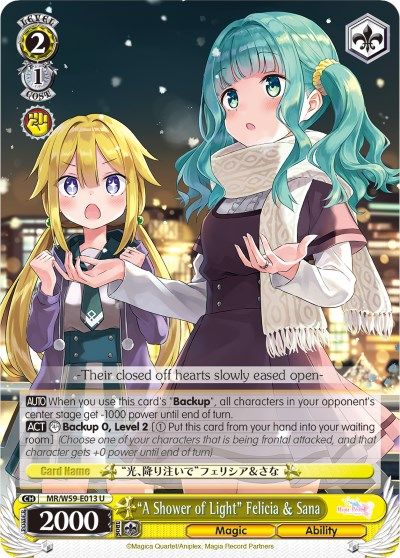 LEVEL
2
1
COST
-Their closed off hearts slowly eased open-
AUTO When you use this card's "Backup", all characters in your opponent's
center stage get -1000 power until end of turn.
ACT Backup 0, Level 2 [① Put this card from your hand into your waiting
room] (Choose one of your characters that is being frontal attacked, and that
character gets +0 power until end of turn)
Card Name "光、降り注いで"フェリシア&さな
CD MR/W59-E013 U
POWER 2000
"A Shower of Light" Felicia & Sana
Magic Ability
©Magica Quartet/Aniplex, Magia Record Partners